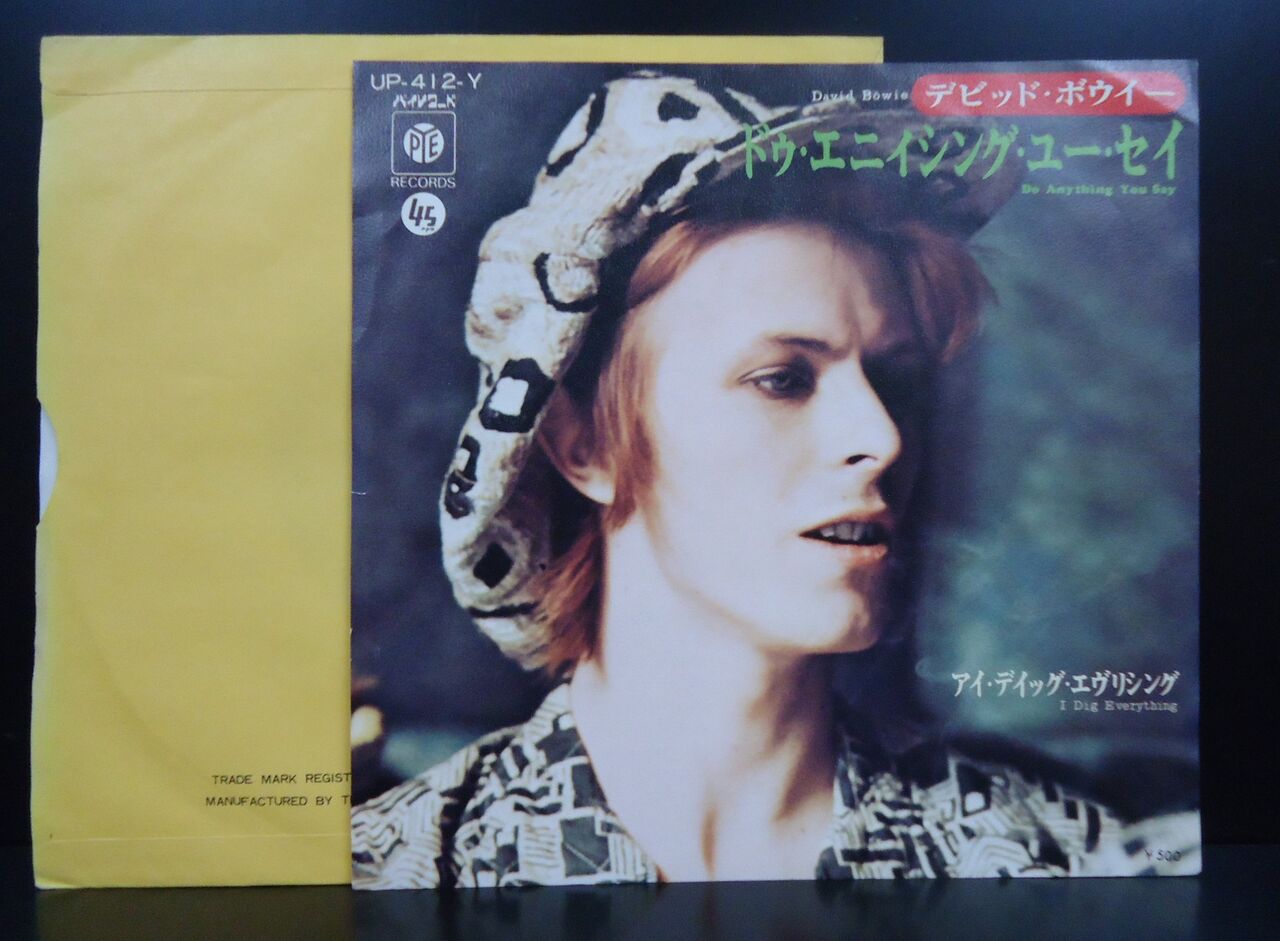 UP-412-Y
パイレコード
PYE
RECORDS
45
rpm
David Bowie
デビッド・ボウイー
ドゥ・エニイシング・ユー・セイ
Do Anything You Say
アイ・デイッグ・エヴリシング
I Dig Everything
¥500
TRADE MARK REGIST
MANUFACTURED BY T